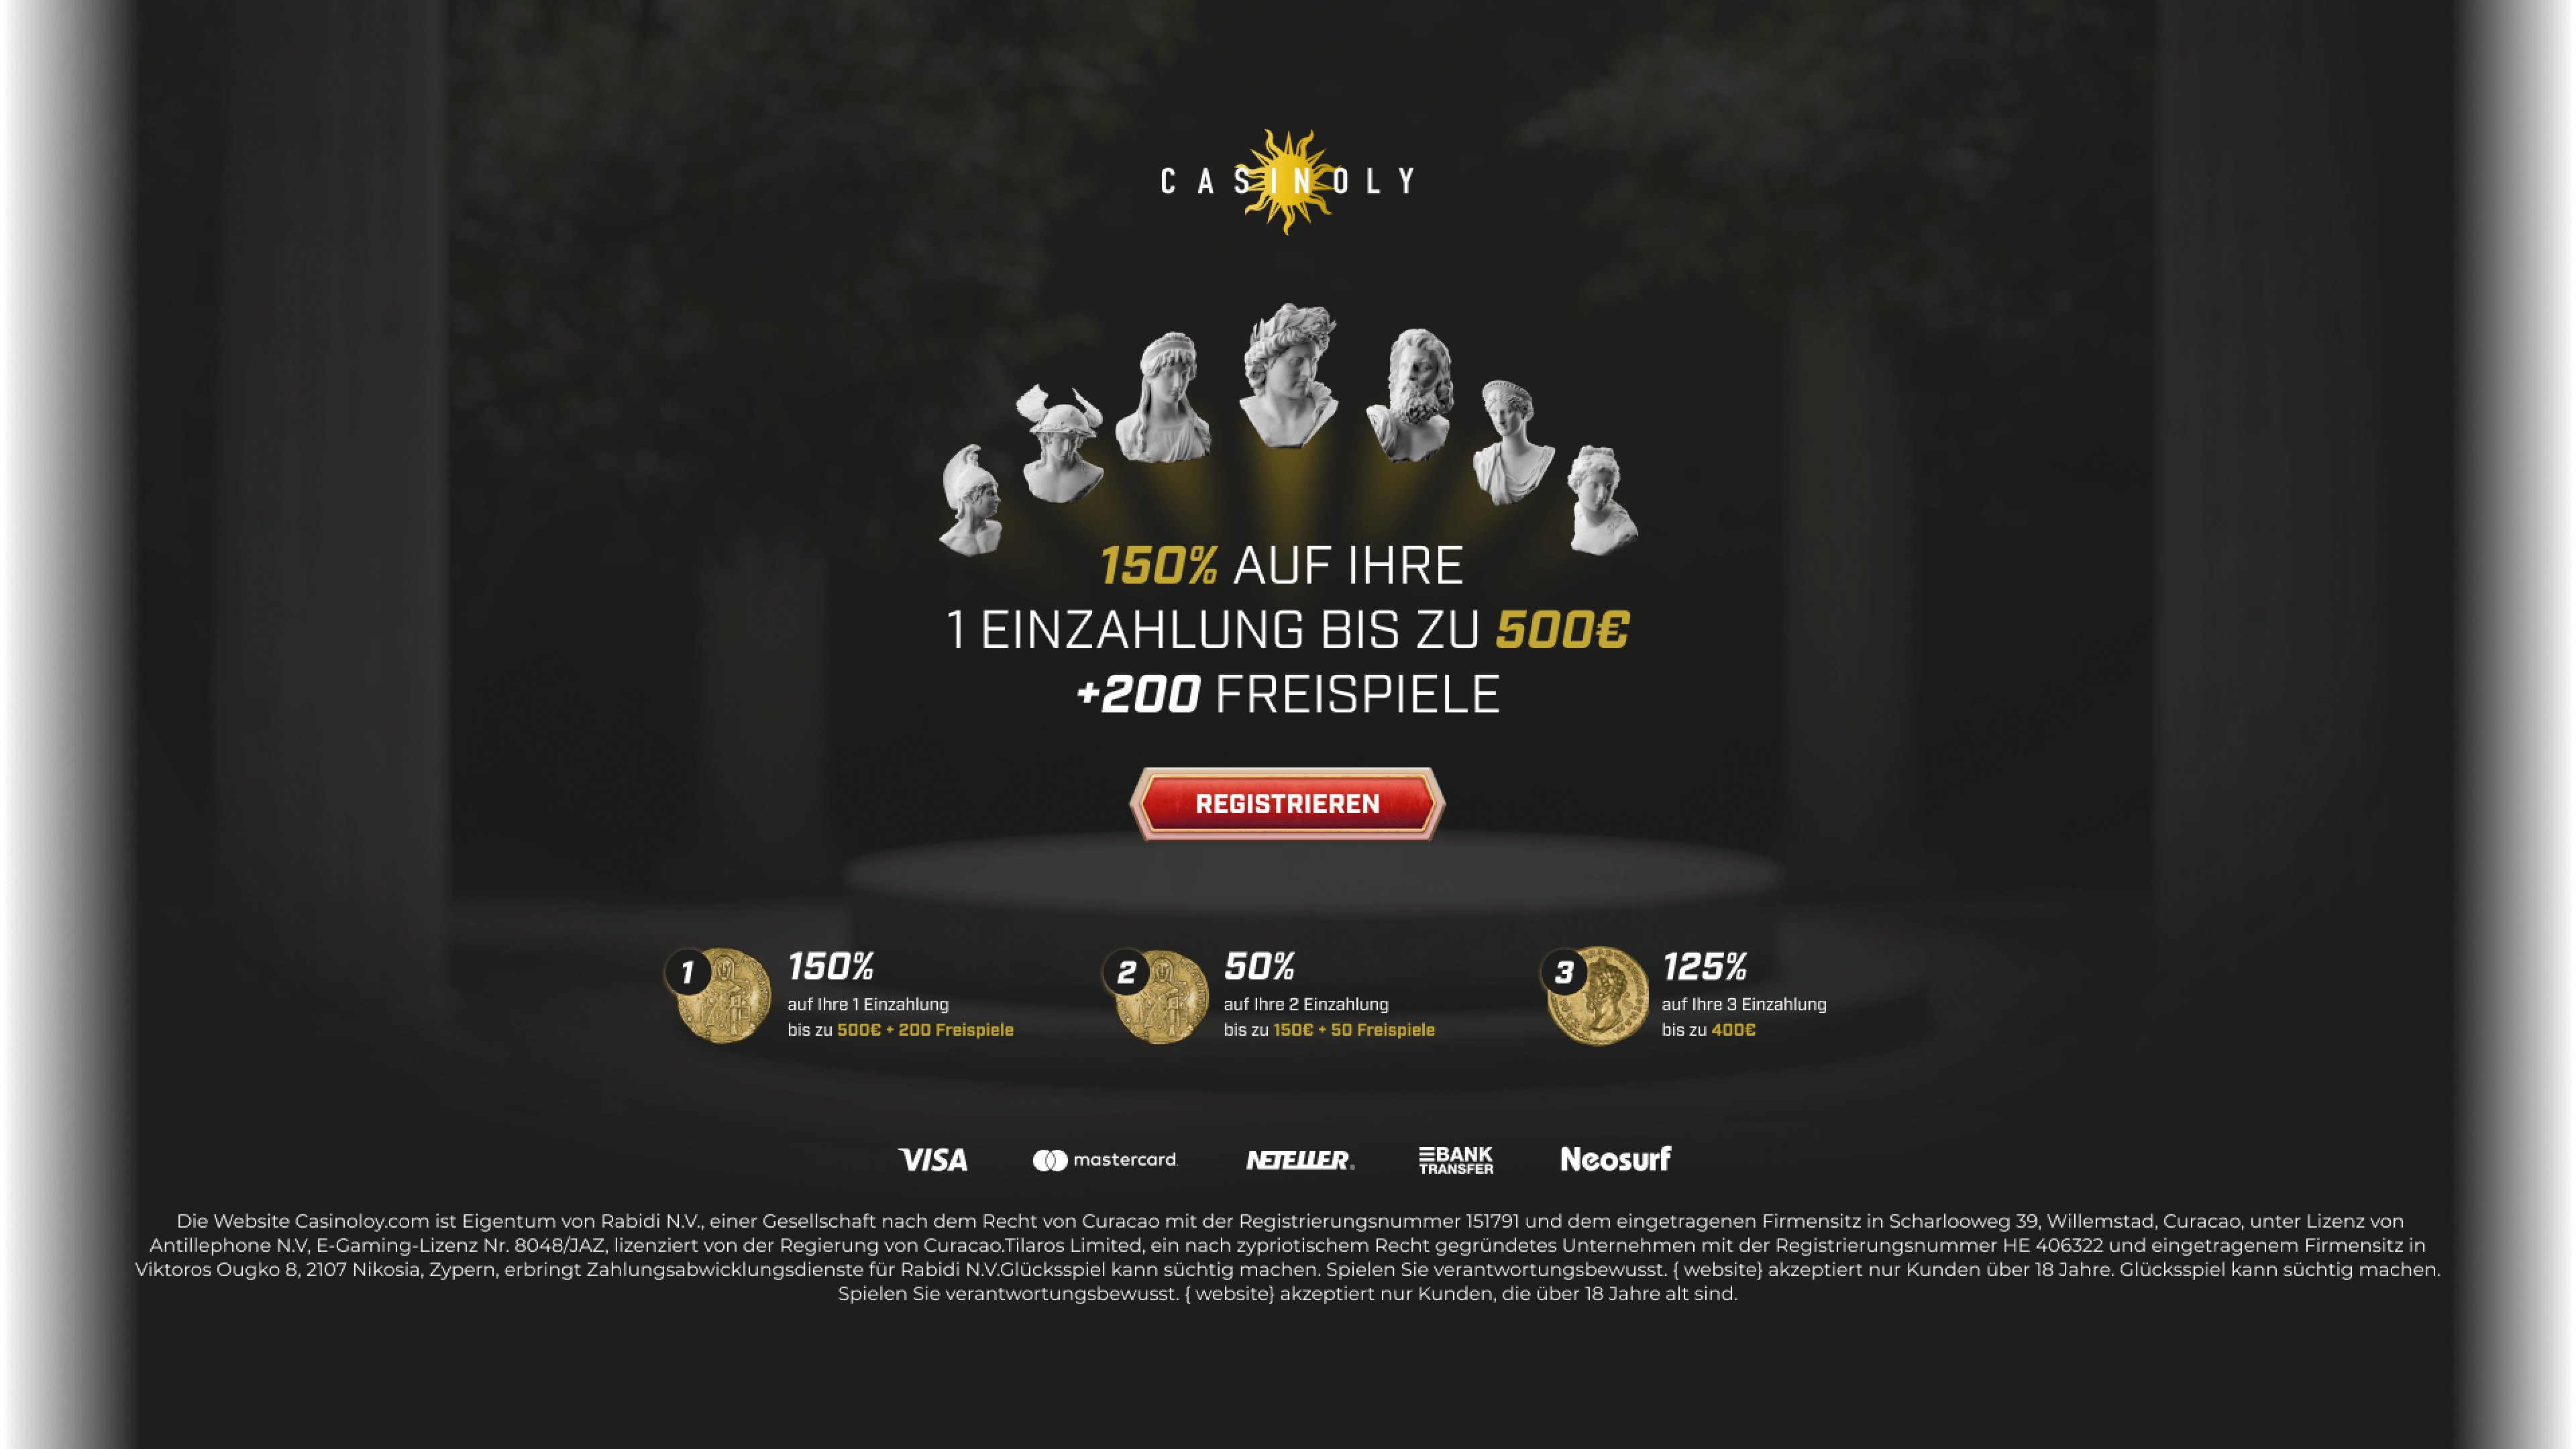 CASINOLY
150% AUF IHRE
1 EINZAHLUNG BIS ZU 500€
+200 FREISPIELE
REGISTRIEREN
1
150%
auf Ihre 1 Einzahlung
bis zu 500€ + 200 Freispiele
2
50%
auf Ihre 2 Einzahlung
bis zu 150€ + 50 Freispiele
3
125%
auf Ihre 3 Einzahlung
bis zu 400€
VISA mastercard. NETELLER BANK TRANSFER Neosurf
Die Website Casinoloy.com ist Eigentum von Rabidi N.V., einer Gesellschaft nach dem Recht von Curacao mit der Registrierungsnummer 151791 und dem eingetragenen Firmensitz in Scharlooweg 39, Willemstad, Curacao, unter Lizenz von
Antillephone N.V, E-Gaming-Lizenz Nr. 8048/JAZ, lizenziert von der Regierung von Curacao.Tilaros Limited, ein nach zypriotischem Recht gegründetes Unternehmen mit der Registrierungsnummer HE 406322 und eingetragenem Firmensitz in
Viktoros Ougko 8, 2107 Nikosia, Zypern, erbringt Zahlungsabwicklungsdienste für Rabidi N.V.Glücksspiel kann süchtig machen. Spielen Sie verantwortungsbewusst. { website} akzeptiert nur Kunden über 18 Jahre. Glücksspiel kann süchtig machen.
Spielen Sie verantwortungsbewusst. { website} akzeptiert nur Kunden, die über 18 Jahre alt sind.